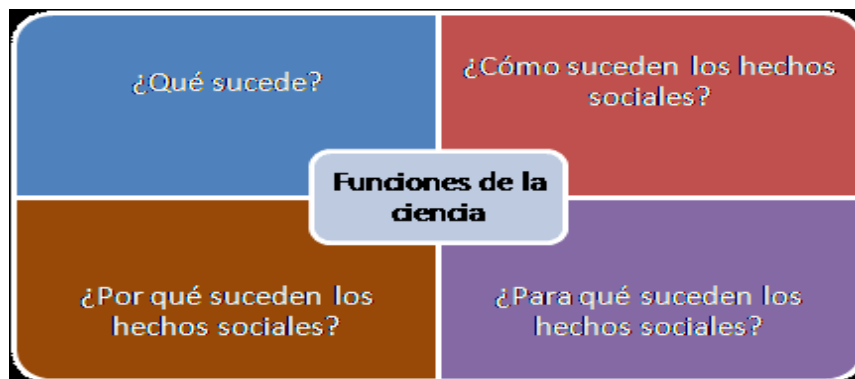 ¿Qué sucede?
¿Cómo suceden los hechos
sociales?
Funciones de la
ciencia
¿Por qué suceden los
hechos sociales?
¿Para qué suceden los
hechos sociales?